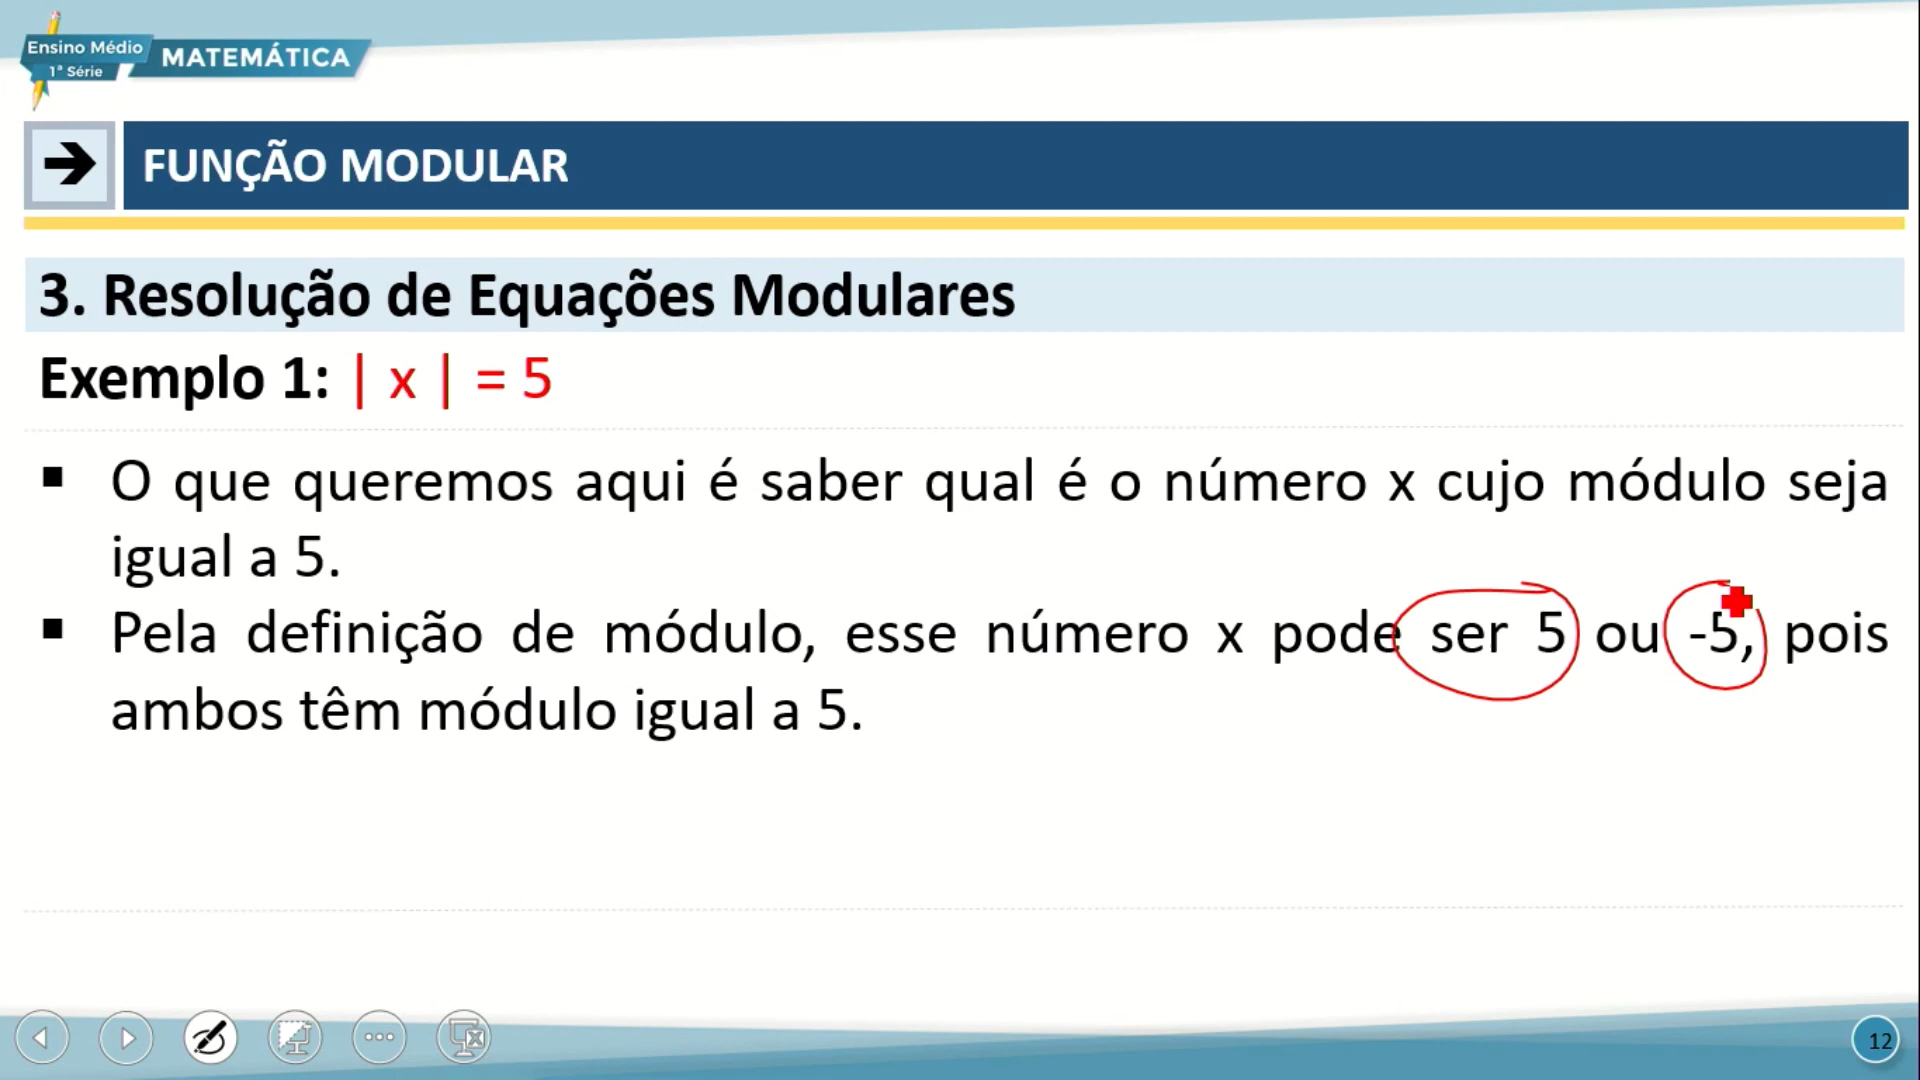 Ensino Médio
1ª Série
MATEMÁTICA
FUNÇÃO MODULAR
3. Resolução de Equações Modulares
Exemplo 1: | x | = 5
▪ O que queremos aqui é saber qual é o número x cujo módulo seja
igual a 5.
▪ Pela definição de módulo, esse número x pode ser 5 ou -5, pois
ambos têm módulo igual a 5.
12